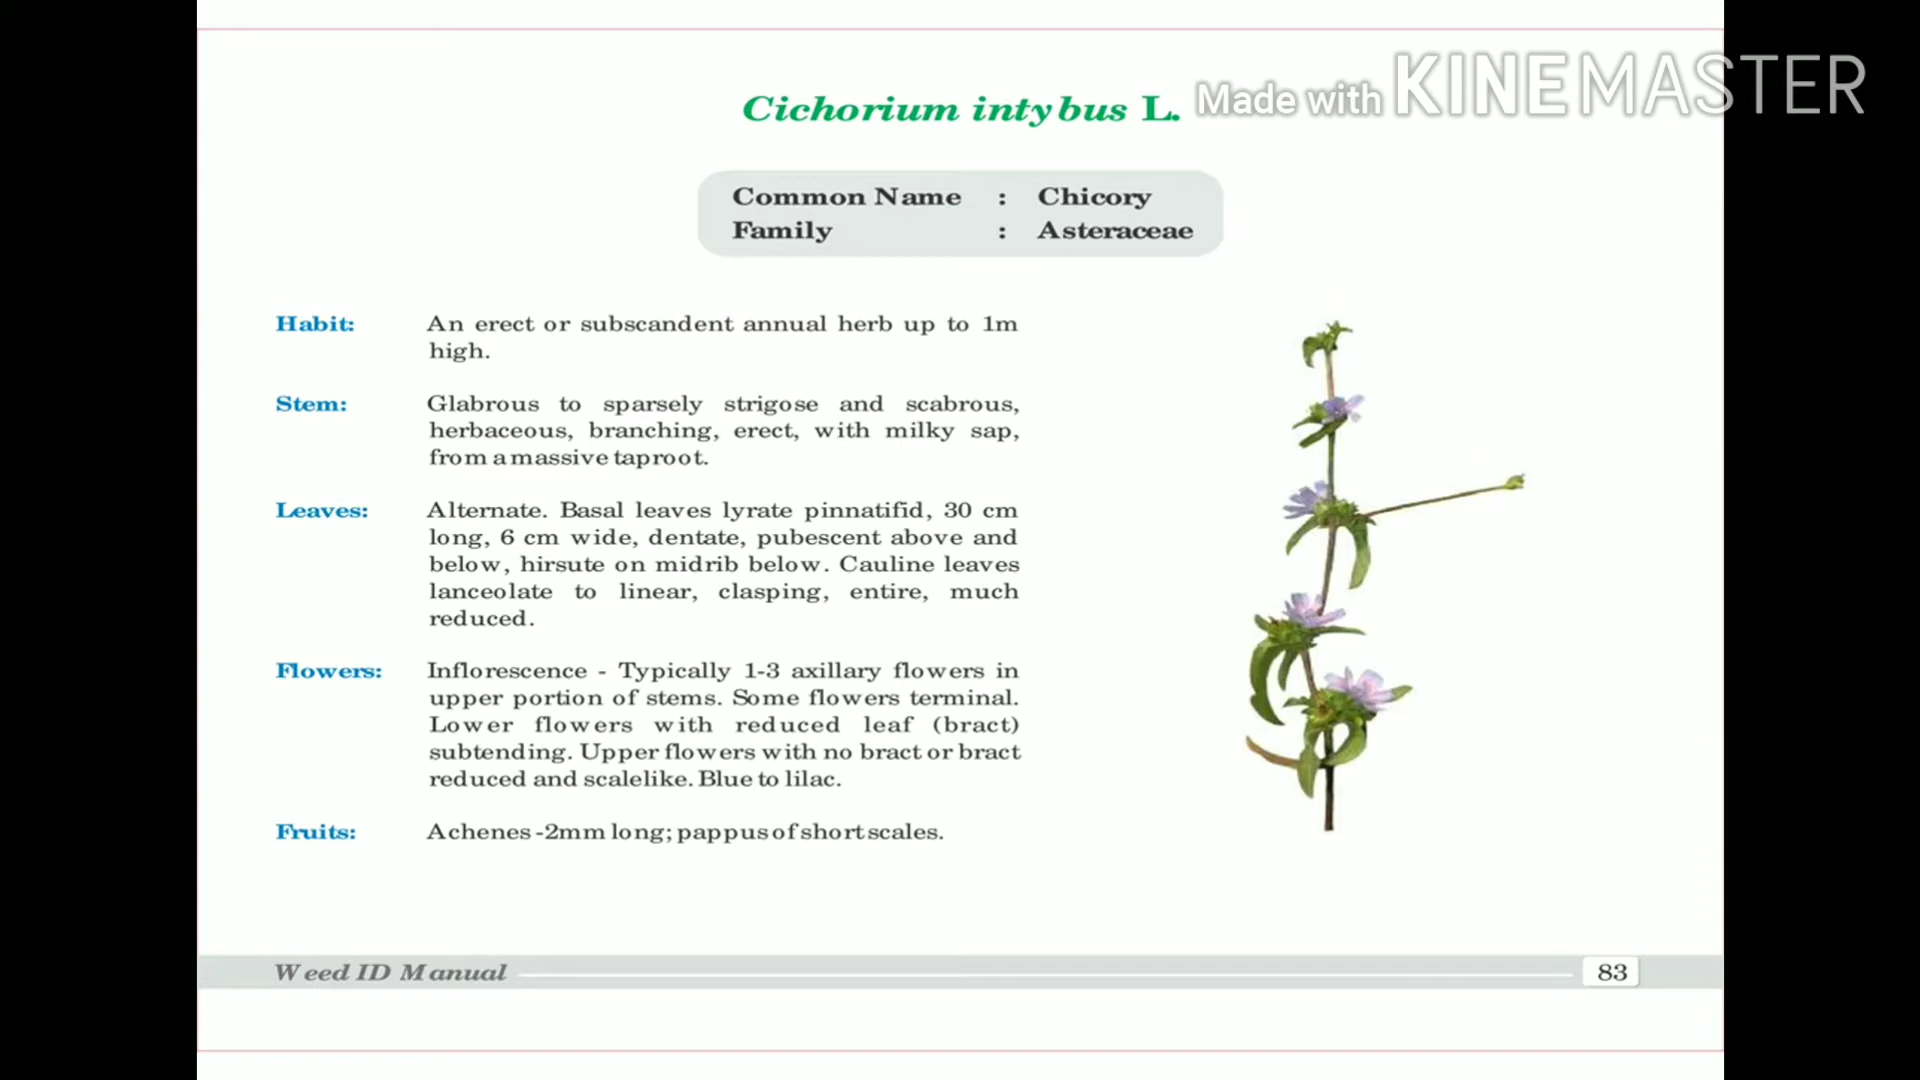 Made with KINEMASTER
Cichorium intybus L.
Common Name : Chicory
Family : Asteraceae
Habit: An erect or subscandent annual herb up to 1m
high.
Stem: Glabrous to sparsely strigose and scabrous,
herbaceous, branching, erect, with milky sap,
from a massive taproot.
Leaves: Alternate. Basal leaves lyrate pinnatifid, 30 cm
long, 6 cm wide, dentate, pubescent above and
below, hirsute on midrib below. Cauline leaves
lanceolate to linear, clasping, entire, much
reduced.
Flowers: Inflorescence - Typically 1-3 axillary flowers in
upper portion of stems. Some flowers terminal.
Lower flowers with reduced leaf (bract)
subtending. Upper flowers with no bract or bract
reduced and scalelike. Blue to lilac.
Fruits: Achenes -2mm long; pappus of short scales.
Weed ID Manual 83